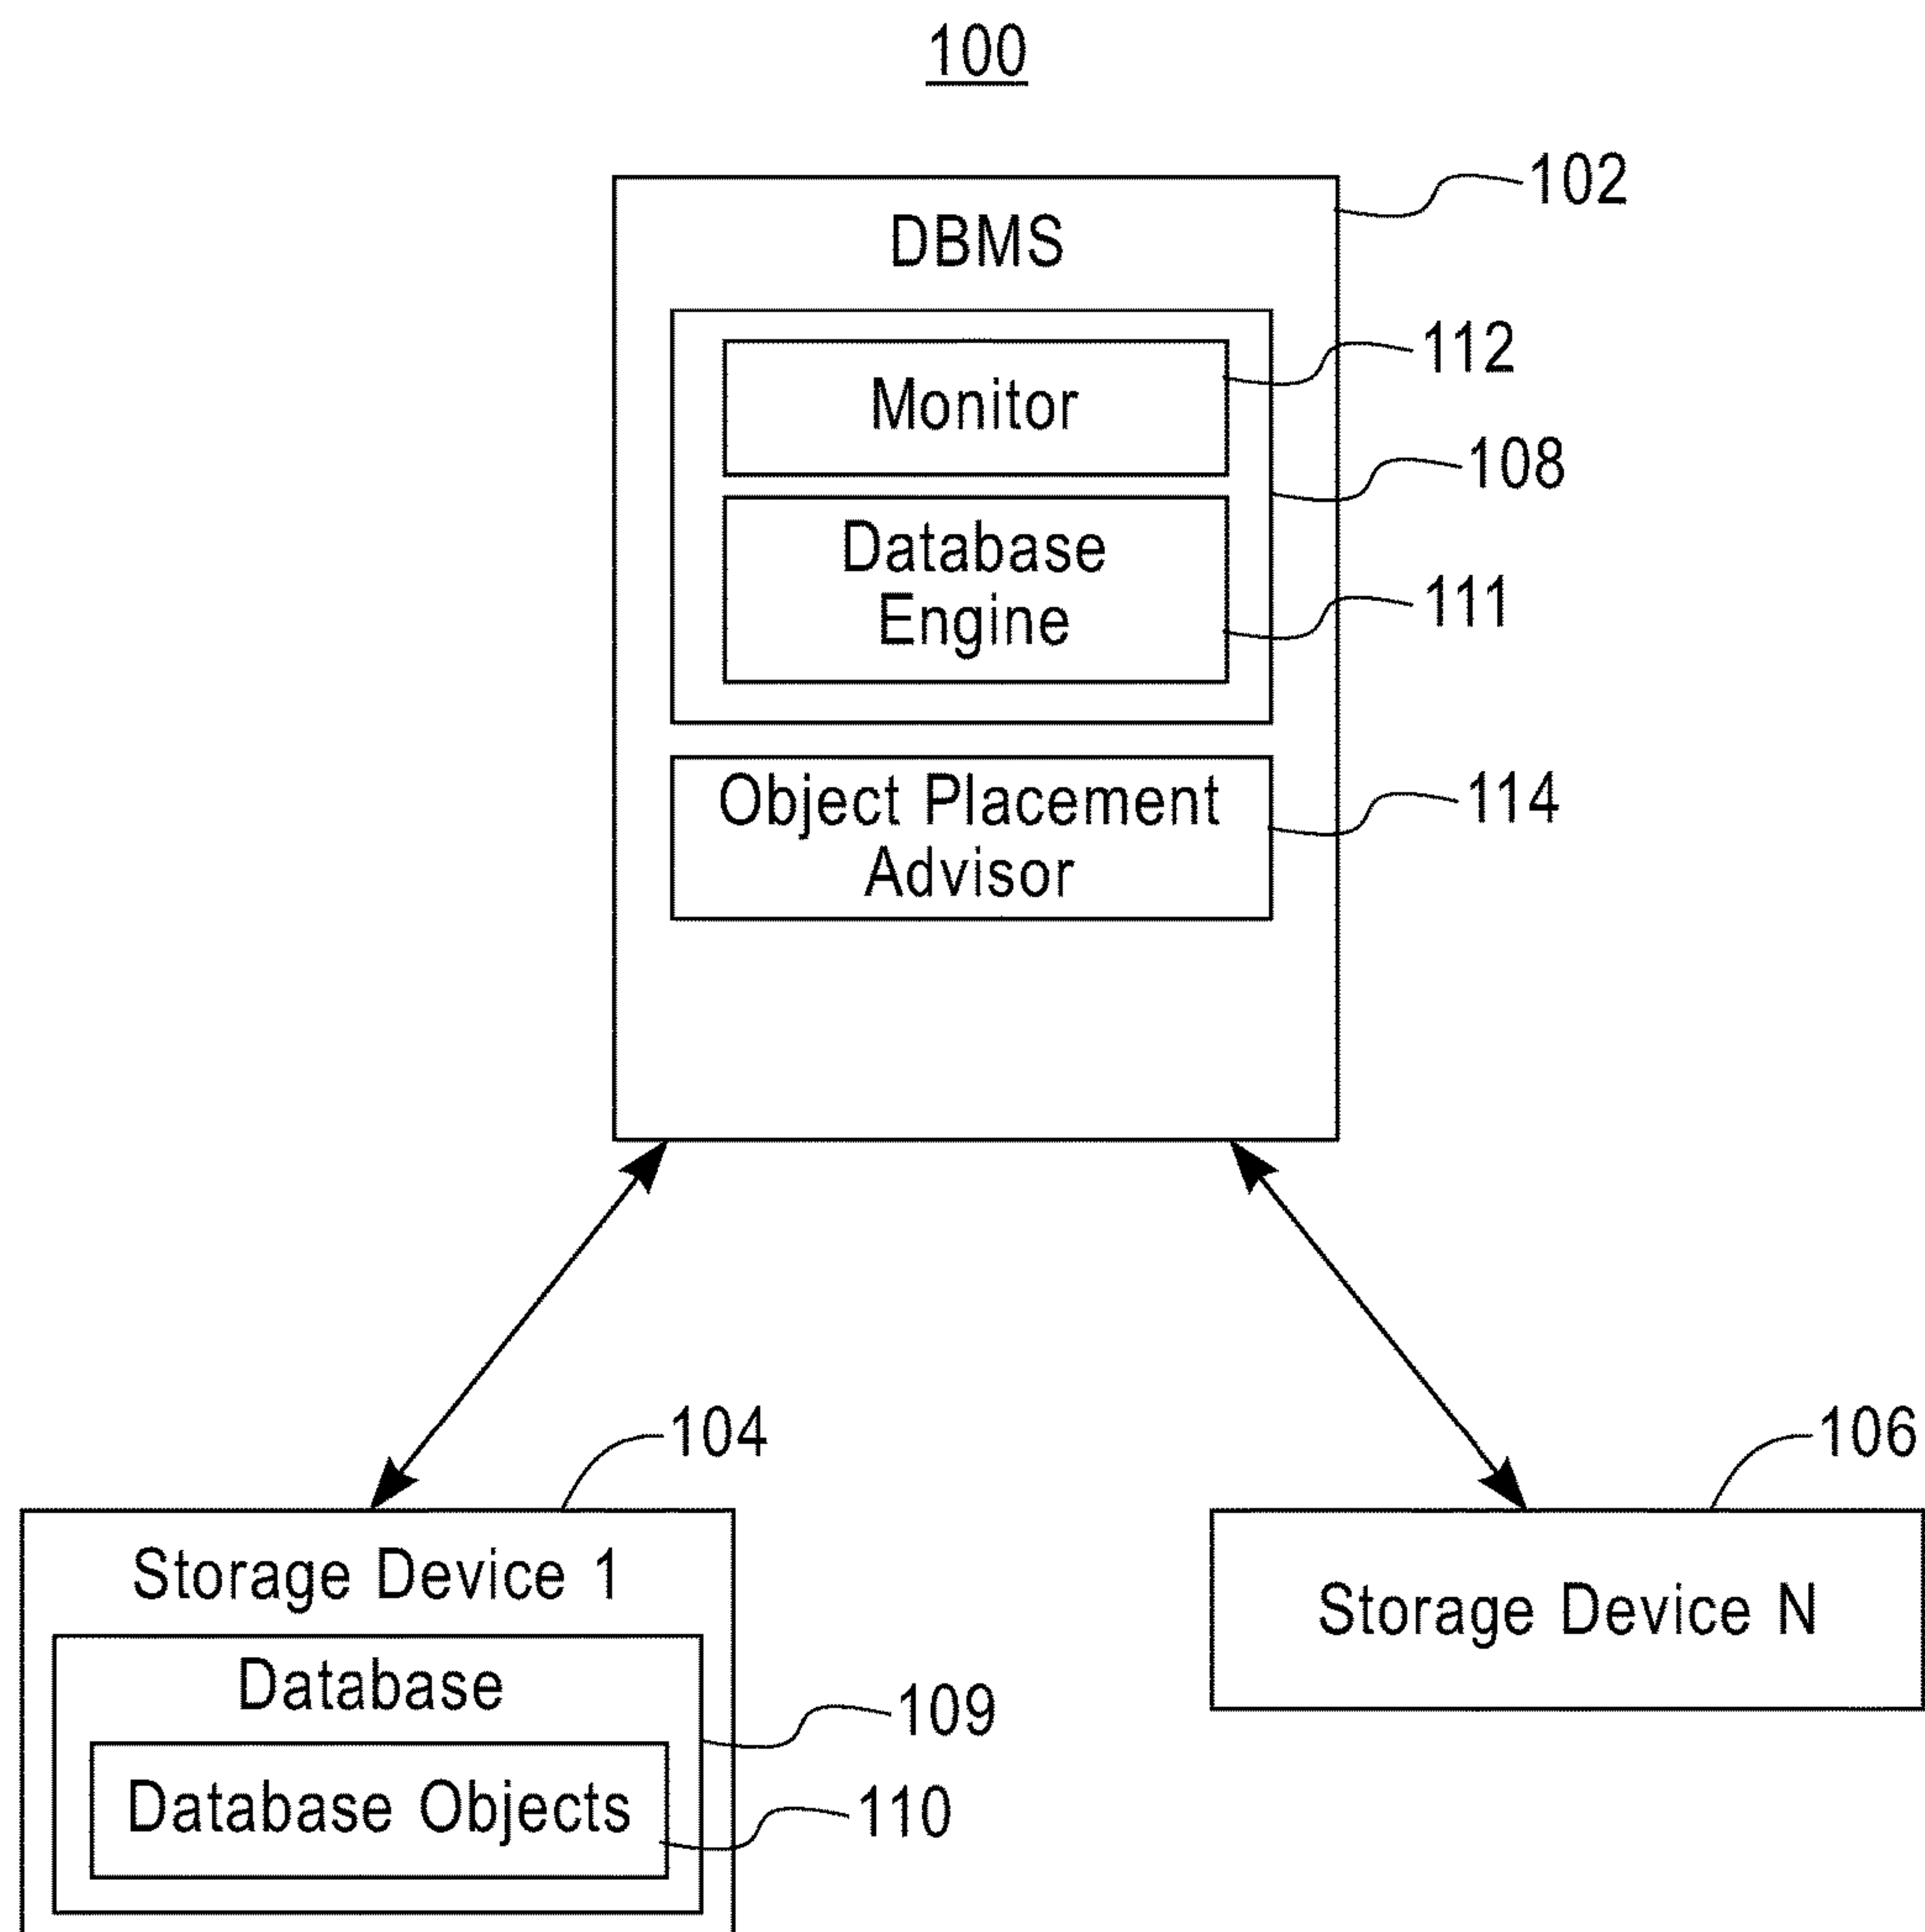 100
102
DBMS
112
Monitor
108
Database
Engine
111
Object Placement
Advisor
114
104
106
Storage Device 1
Storage Device N
Database
109
Database Objects
110